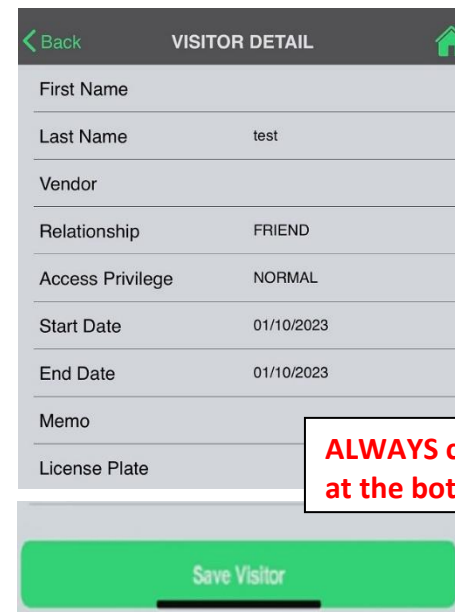 Back VISITOR DETAIL
First Name
Last Name test
Vendor
Relationship FRIEND
Access Privilege NORMAL
Start Date 01/10/2023
End Date 01/10/2023
Memo
License Plate
ALWAYS
at the
Save Visitor